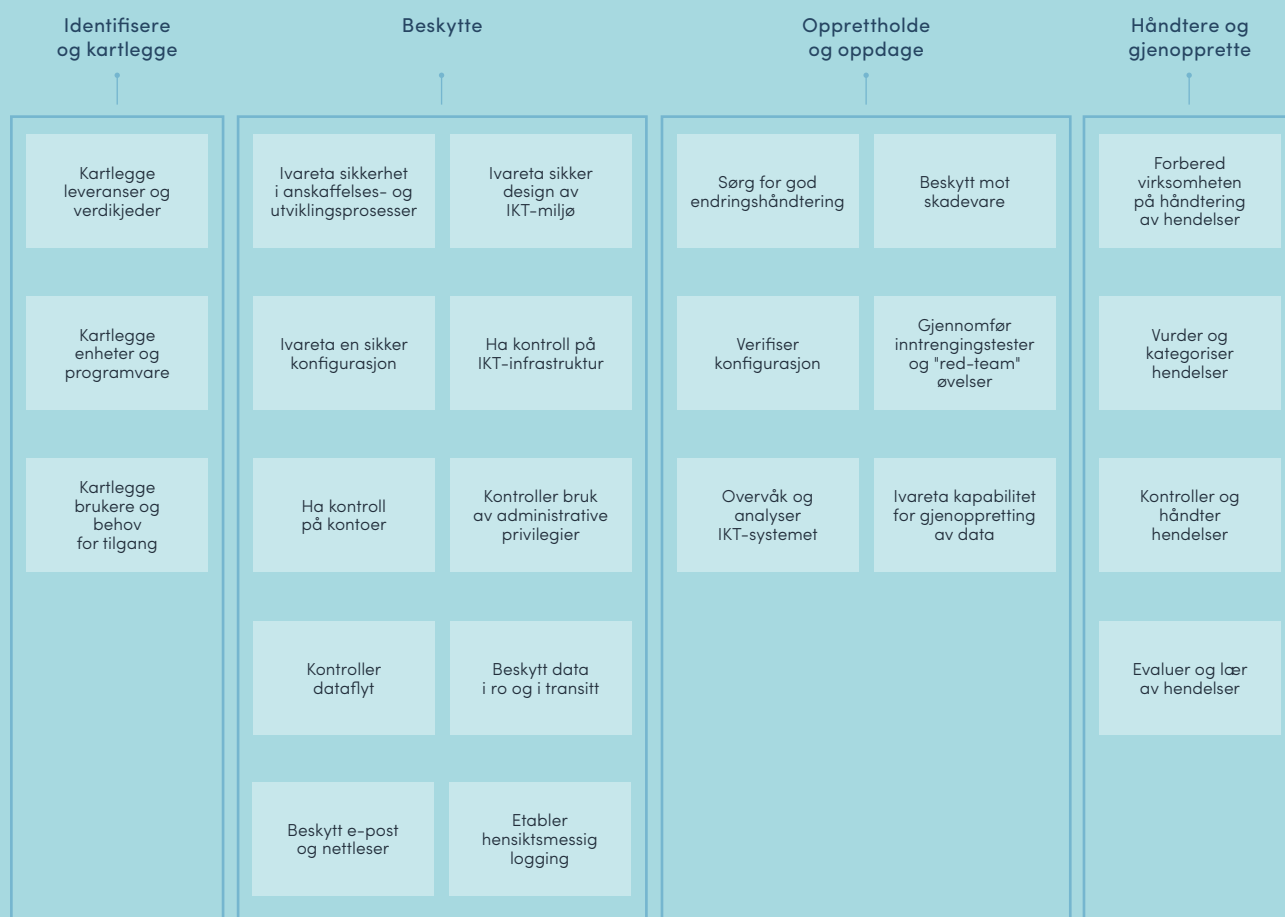 Identifisere
og kartlegge
Kartlegge
leveranser og
verdikjeder
Kartlegge
enheter og
programvare
Kartlegge
brukere og
behov
for tilgang
Beskytte
Ivareta sikkerhet
i anskaffelses- og
utviklingsprosesser
Ivareta sikker
design av
IKT-miljø
Ivareta en sikker
konfigurasjon
Ha kontroll på
IKT-infrastruktur
Ha kontroll
på kontoer
Kontroller bruk
av administrative
privilegier
Kontroller
dataflyt
Beskytt data
i ro og i transitt
Beskytt e-post
og nettleser
Etabler
hensiktsmessig
logging
Opprettholde
og oppdage
Sørg for god
endringshåndtering
Beskytt mot
skadevare
Verifiser
konfigurasjon
Gjennomfør
inntrengingstester
og "red-team"
øvelser
Overvåk og
analyser
IKT-systemet
Ivareta kapabilitet
for gjenoppretting
av data
Håndtere og
gjenopprette
Forbered
virksomheten
på håndtering
av hendelser
Vurder og
kategoriser
hendelser
Kontroller og
håndter
hendelser
Evaluer og lær
av hendelser